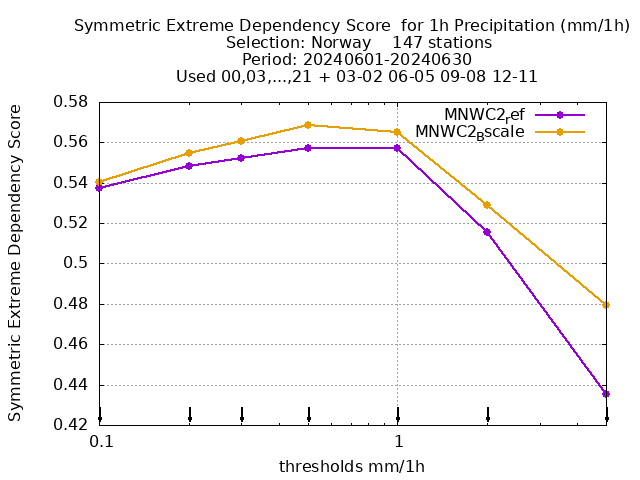 Symmetric Extreme Dependency Score  for 1h Precipitation (mm/1h)
Selection: Norway    147 stations
Period: 20240601-20240630
Used 00,03,...,21 + 03-02 06-05 09-08 12-11
Symmetric Extreme Dependency Score
0.58
0.56
0.54
0.52
0.5
0.48
0.46
0.44
0.42
MNWC2ref
MNWC2Bscale
0.1
1
thresholds mm/1h